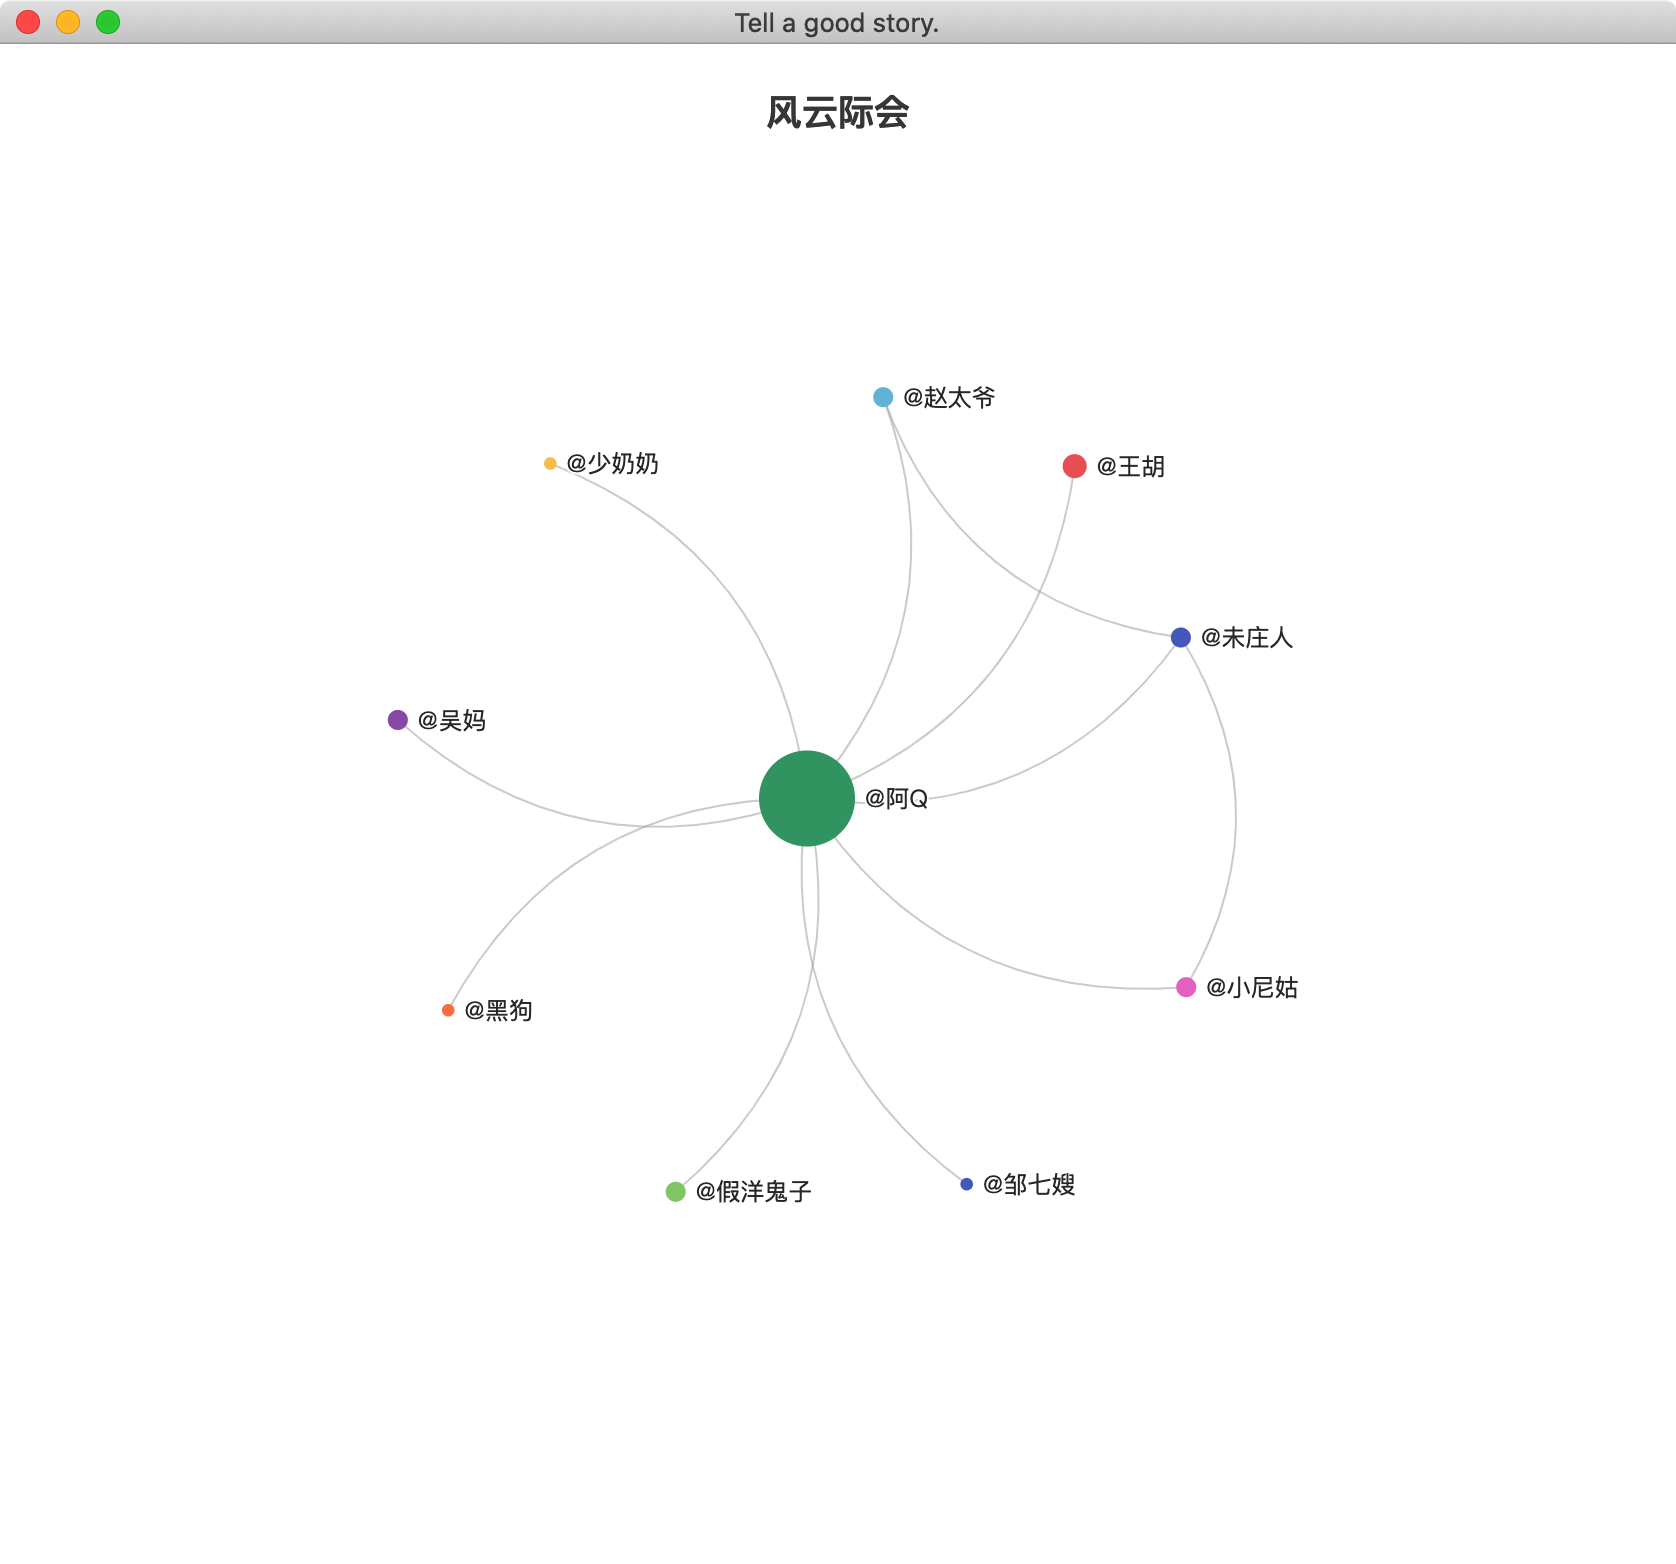 Tell a good story.
风云际会
@赵太爷
@少奶奶
@王胡
@未庄人
@吴妈
@阿Q
@小尼姑
@黑狗
@假洋鬼子
@邹七嫂